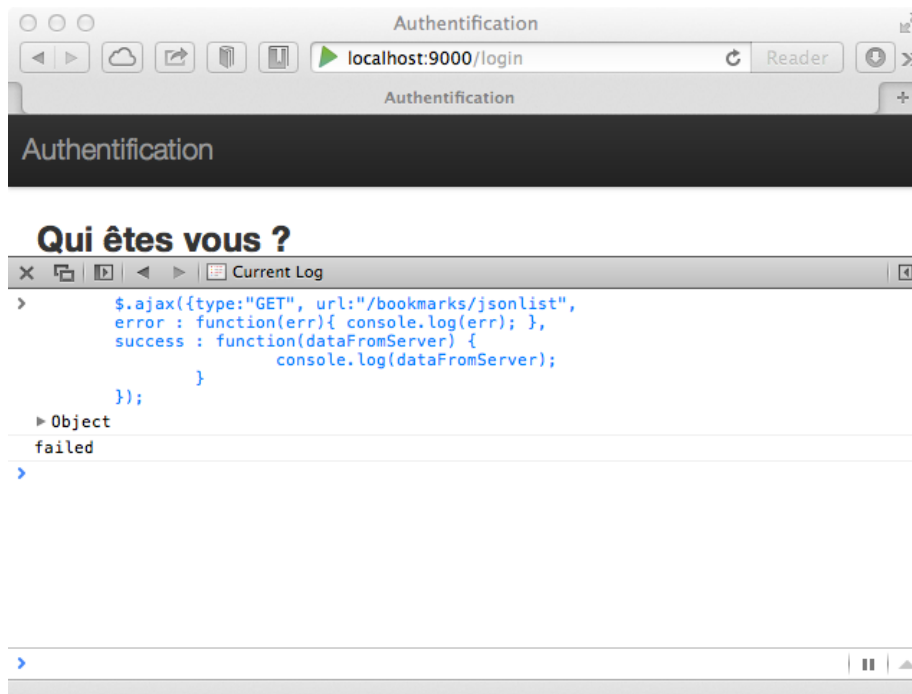 Authentification
localhost:9000/login
Reader
Authentification
Authentification
Qui êtes vous ?
Current Log
> $.ajax({type:"GET", url:"/bookmarks/jsonlist",
error : function(err){ console.log(err); },
success : function(dataFromServer) {
console.log(dataFromServer);
}
});
Object
failed
>
>